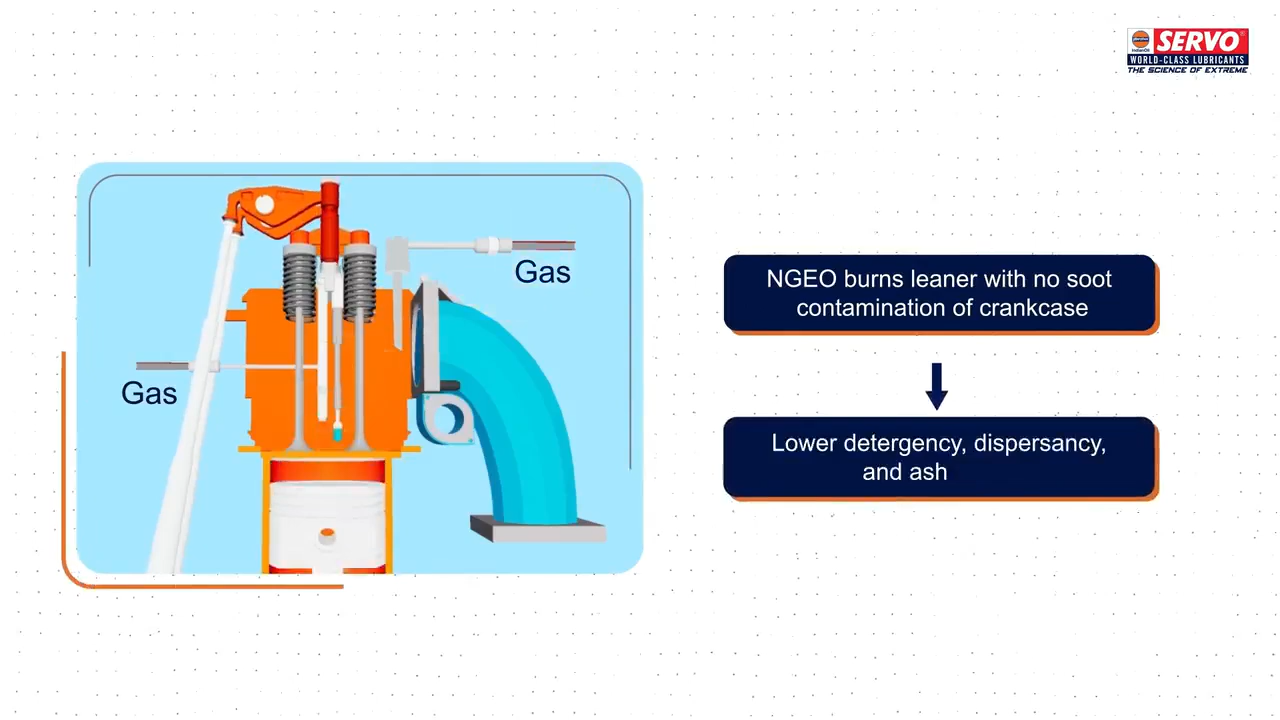 SERVO
IndianOil
WORLD-CLASS LUBRICANTS
THE SCIENCE OF EXTREME
Gas
Gas
NGEO burns leaner with no soot
contamination of crankcase
Lower detergency, dispersancy,
and ash